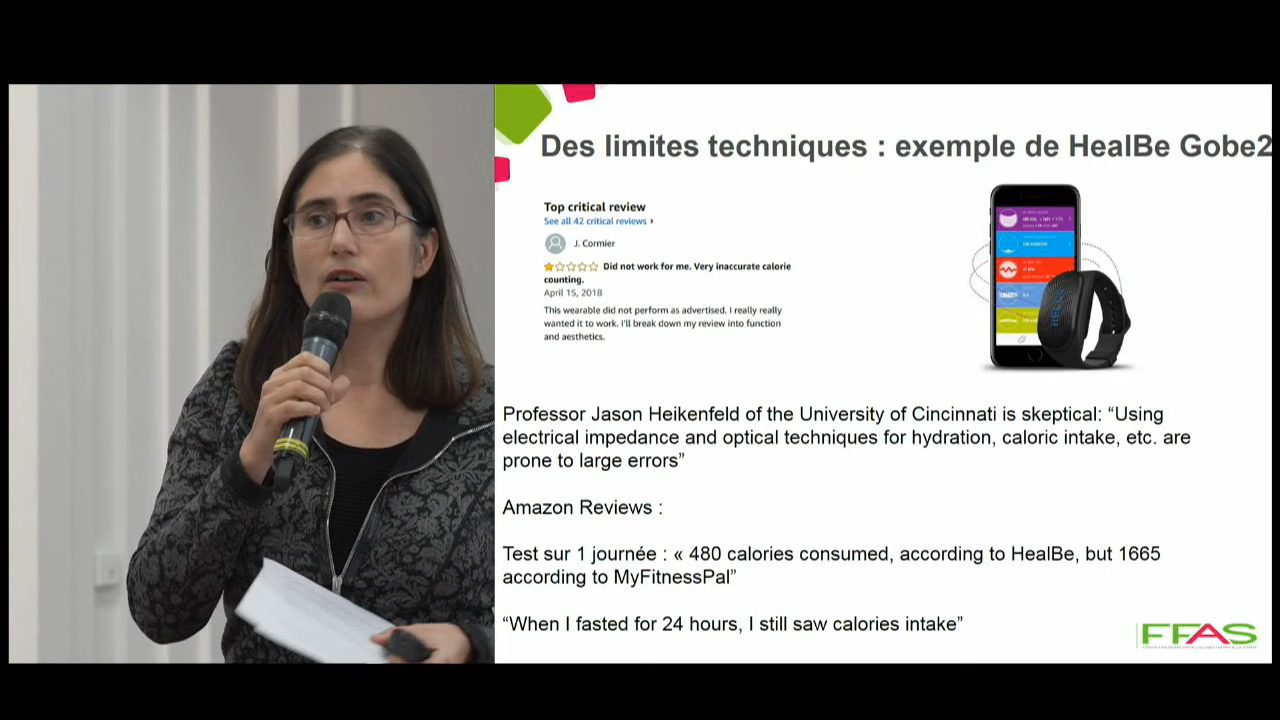 Des limites techniques : exemple de HealBe Gobe2
Top critical review
See all 42 critical reviews ›
J. Cormier
Did not work for me. Very inaccurate calorie
counting.
April 15, 2018
This wearable did not perform as advertised. I really really
wanted it to work. I'll break down my review into function
and aesthetics.
Professor Jason Heikenfeld of the University of Cincinnati is skeptical: “Using
electrical impedance and optical techniques for hydration, caloric intake, etc. are
prone to large errors”
Amazon Reviews :
Test sur 1 journée : « 480 calories consumed, according to HealBe, but 1665
according to MyFitnessPal”
“When I fasted for 24 hours, I still saw calories intake”
FFAS